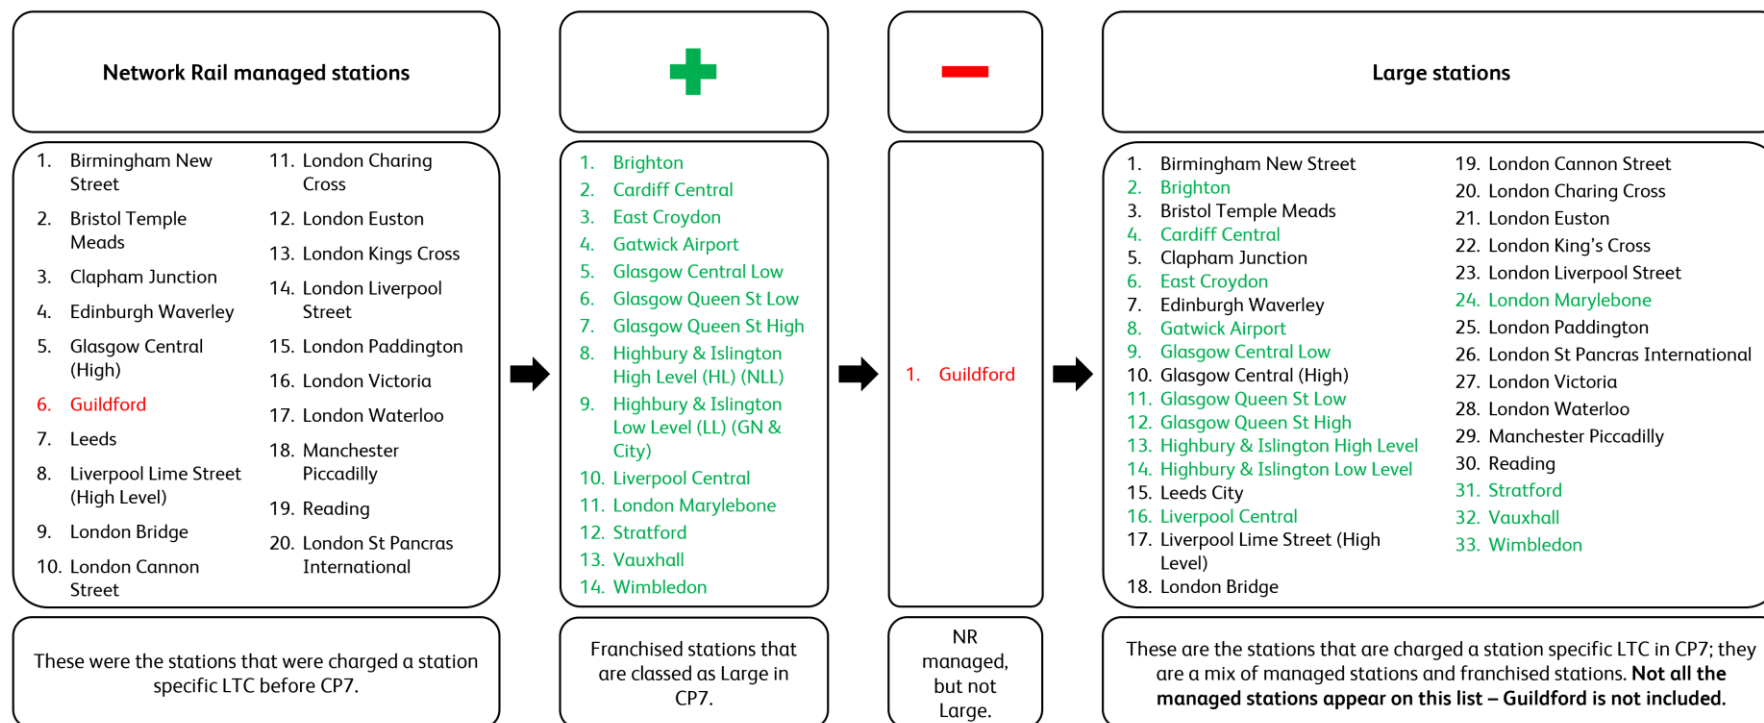 Network Rail managed stations
1. Birmingham New
Street
2. Bristol Temple
Meads
3. Clapham Junction
4. Edinburgh Waverley
5. Glasgow Central
(High)
6. Guildford
7. Leeds
8. Liverpool Lime Street
(High Level)
9. London Bridge
10. London Cannon
Street
11. London Charing
Cross
12. London Euston
13. London Kings Cross
14. London Liverpool
Street
15. London Paddington
16. London Victoria
17. London Waterloo
18. Manchester
Piccadilly
19. Reading
20. London St Pancras
International
These were the stations that were charged a station
specific LTC before CP7.
1. Brighton
2. Cardiff Central
3. East Croydon
4. Gatwick Airport
5. Glasgow Central Low
6. Glasgow Queen St Low
7. Glasgow Queen St High
8. Highbury & Islington
High Level (HL) (NLL)
9. Highbury & Islington
Low Level (LL) (GN &
City)
10. Liverpool Central
11. London Marylebone
12. Stratford
13. Vauxhall
14. Wimbledon
Franchised stations that
are classed as Large in
CP7.
1. Guildford
NR
managed,
but not
Large.
Large stations
1. Birmingham New Street
2. Brighton
3. Bristol Temple Meads
4. Cardiff Central
5. Clapham Junction
6. East Croydon
7. Edinburgh Waverley
8. Gatwick Airport
9. Glasgow Central Low
10. Glasgow Central (High)
11. Glasgow Queen St Low
12. Glasgow Queen St High
13. Highbury & Islington High Level
14. Highbury & Islington Low Level
15. Leeds City
16. Liverpool Central
17. Liverpool Lime Street (High
Level)
18. London Bridge
19. London Cannon Street
20. London Charing Cross
21. London Euston
22. London King's Cross
23. London Liverpool Street
24. London Marylebone
25. London Paddington
26. London St Pancras International
27. London Victoria
28. London Waterloo
29. Manchester Piccadilly
30. Reading
31. Stratford
32. Vauxhall
33. Wimbledon
These are the stations that are charged a station specific LTC in CP7; they
are a mix of managed stations and franchised stations. Not all the
managed stations appear on this list – Guildford is not included.